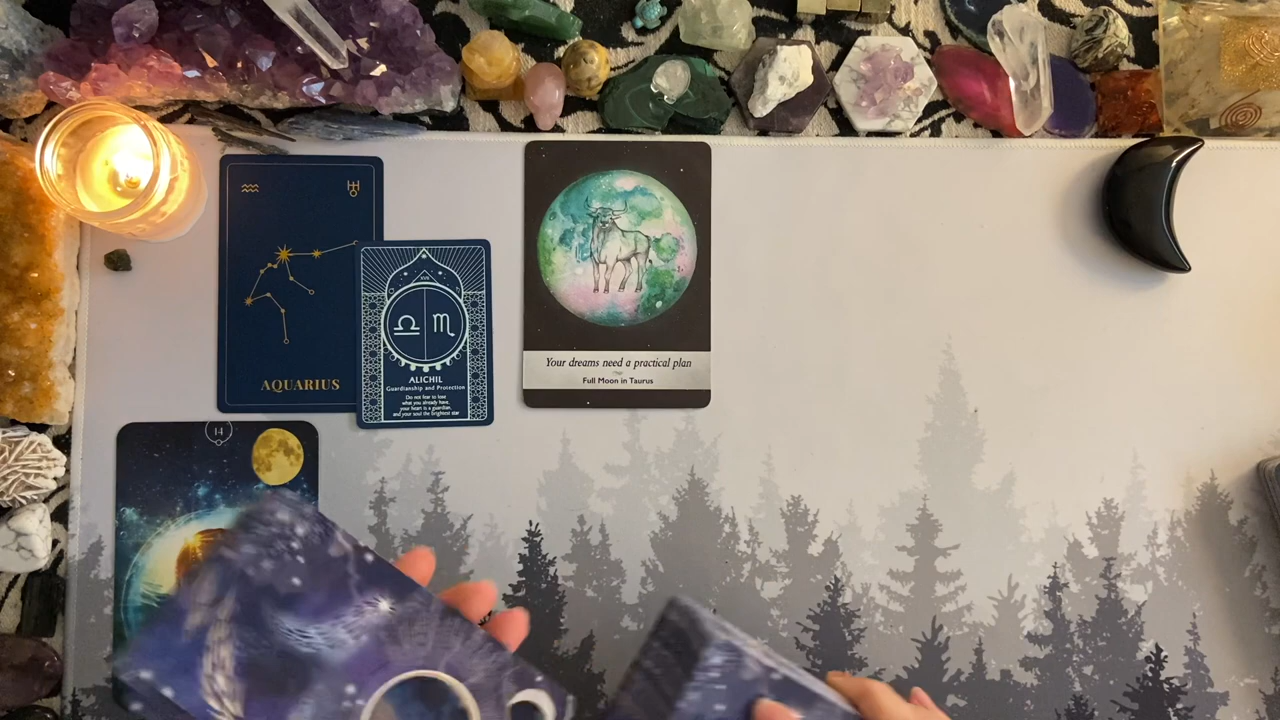 AQUARIUS
XVII
ALICHIL
Guardianship and Protection
Do not fear to lose
what you already have,
your heart is a guardian,
and your soul the brightest star
Your dreams need a practical plan
Full Moon in Taurus
14